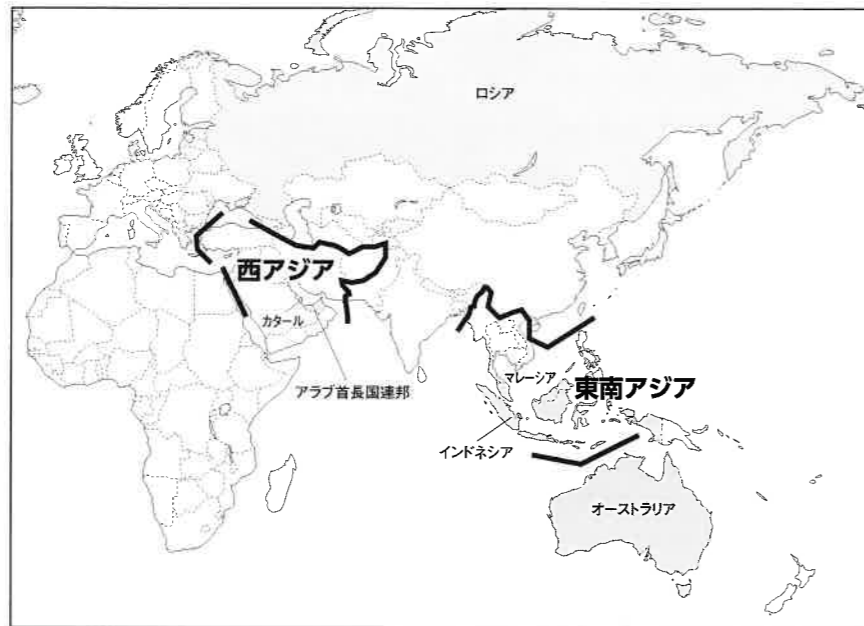 ロシア
西アジア
カタール
アラブ首長国連邦
マレーシア
東南アジア
インドネシア
オーストラリア